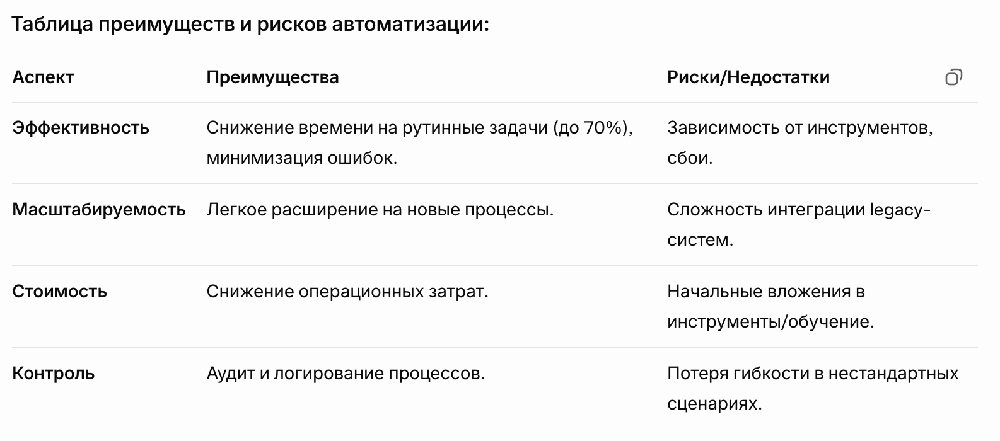 Таблица преимуществ и рисков автоматизации:
Аспект Преимущества Риски/Недостатки
Эффективность Снижение времени на рутинные задачи (до 70%), Зависимость от инструментов,
минимизация ошибок. сбои.
Масштабируемость Легкое расширение на новые процессы. Сложность интеграции legacy-
систем.
Стоимость Снижение операционных затрат. Начальные вложения в
инструменты/обучение.
Контроль Аудит и логирование процессов. Потеря гибкости в нестандартных
сценариях.